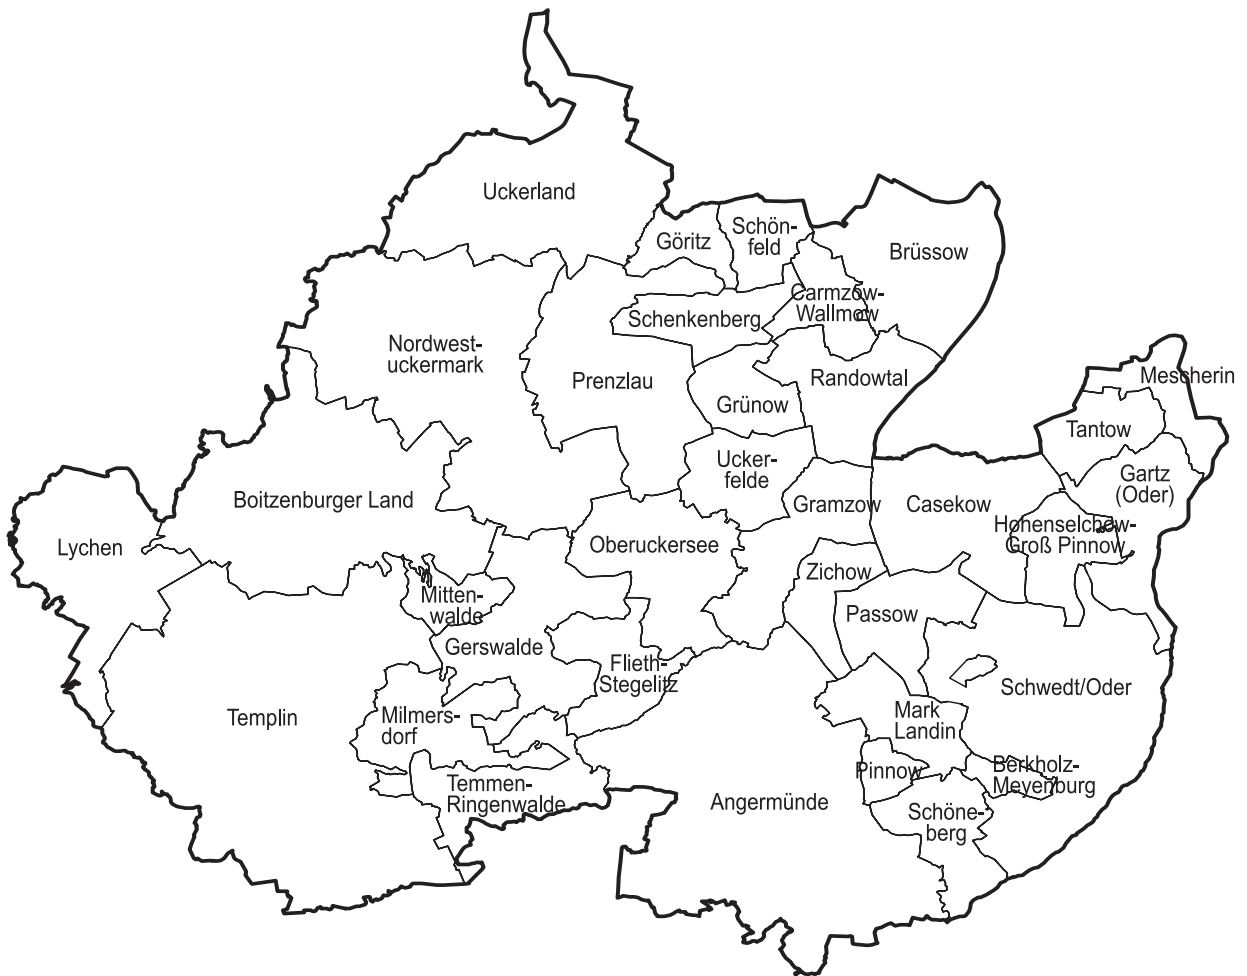 Uckerland
Göritz
Schön-
feld
Brüssow
Carmzow-
Wallmow
Schenkenberg
Nordwest-
uckermark
Prenzlau
Randowtal
Mescherin
Grünow
Tantow
Ucker-
felde
Gartz
(Oder)
Boitzenburger Land
Gramzow
Casekow
Hohenselchow-
Groß Pinnow
Lychen
Oberuckersee
Zichow
Mitten-
walde
Passow
Gerswalde
Flieth-
Stegelitz
Schwedt/Oder
Templin
Milmers-
dorf
Mark
Landin
Pinnow
Berkholz-
Meyenburg
Temmen-
Ringenwalde
Angermünde
Schöne-
berg